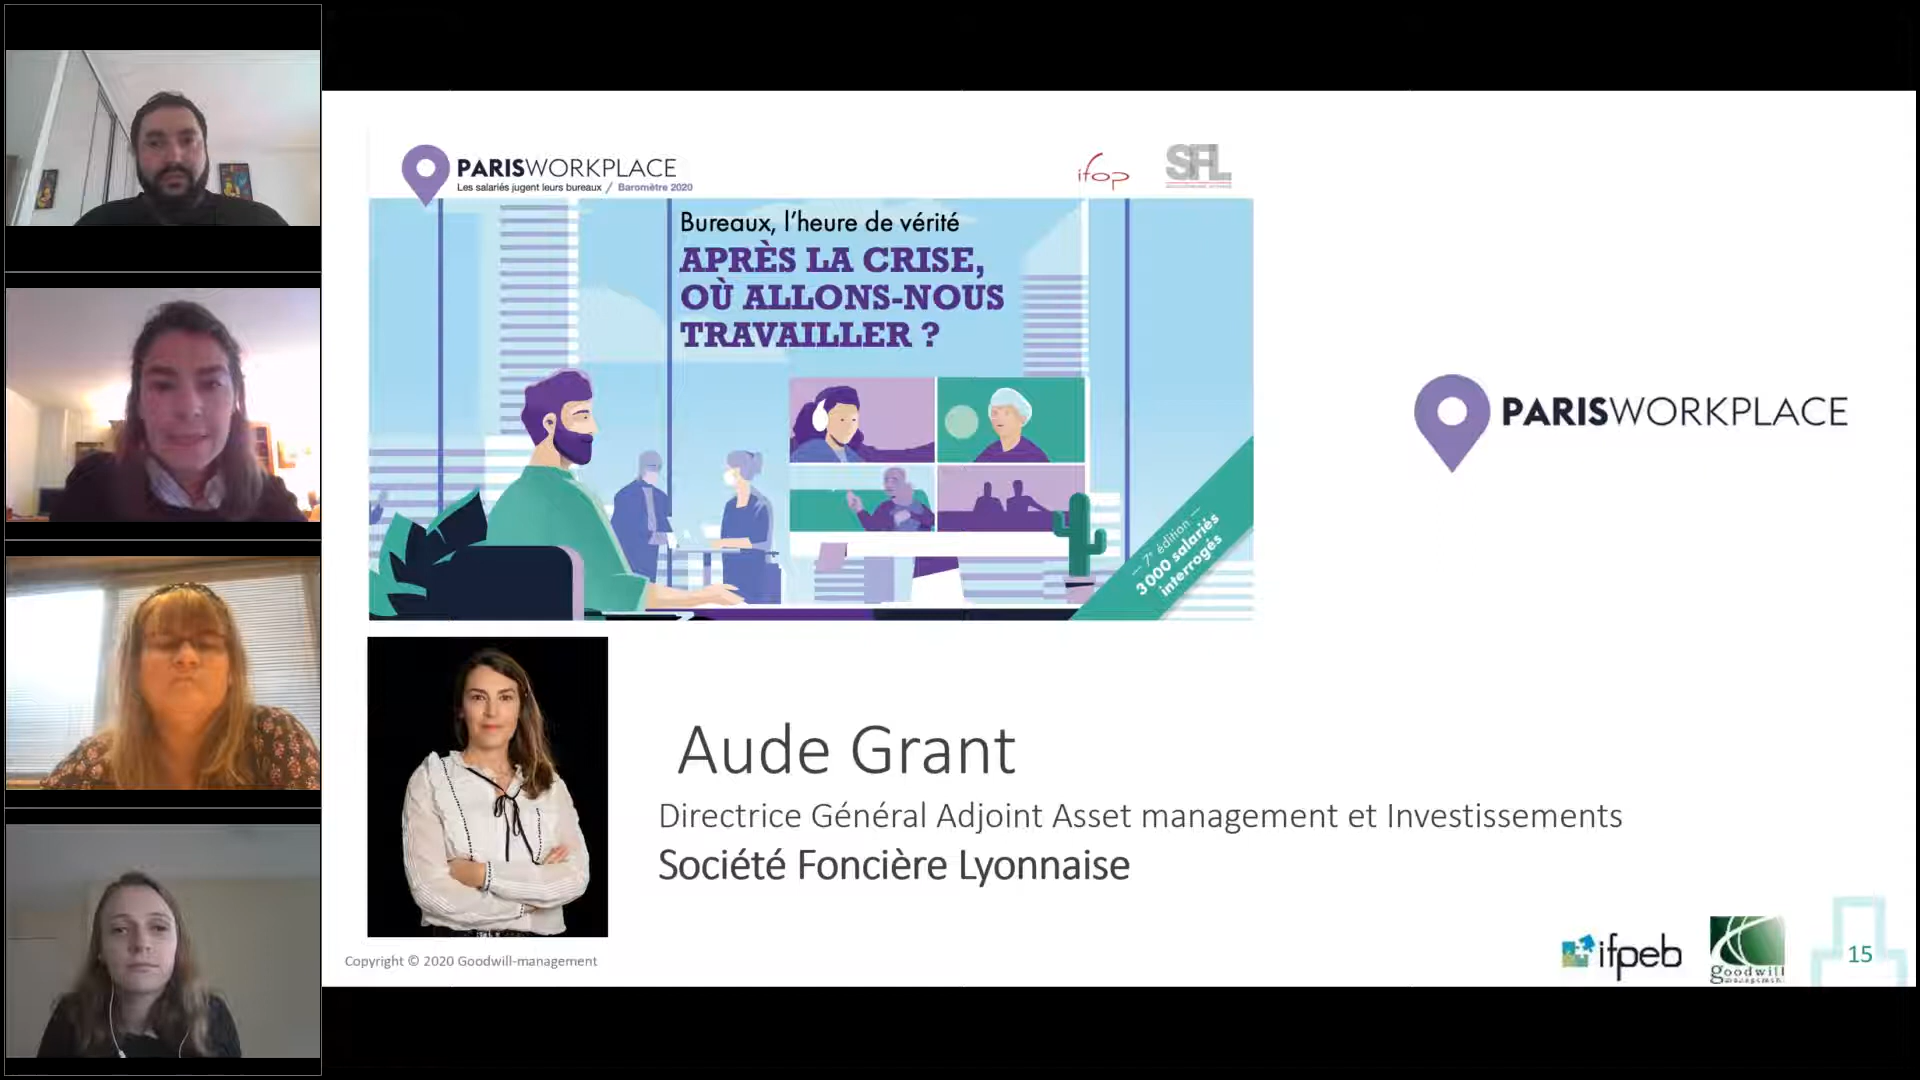 PARISWORKPLACE
Les salariés jugent leurs bureaux / Baromètre 2020
ifop
SFL
Bureaux, l'heure de vérité
APRÈS LA CRISE,
OÙ ALLONS-NOUS
TRAVAILLER ?
— 7e édition —
3000 salariés
interrogés
PARISWORKPLACE
Aude Grant
Directrice Général Adjoint Asset management et Investissements
Société Foncière Lyonnaise
Copyright © 2020 Goodwill-management
ifpeb
goodwill
management
15